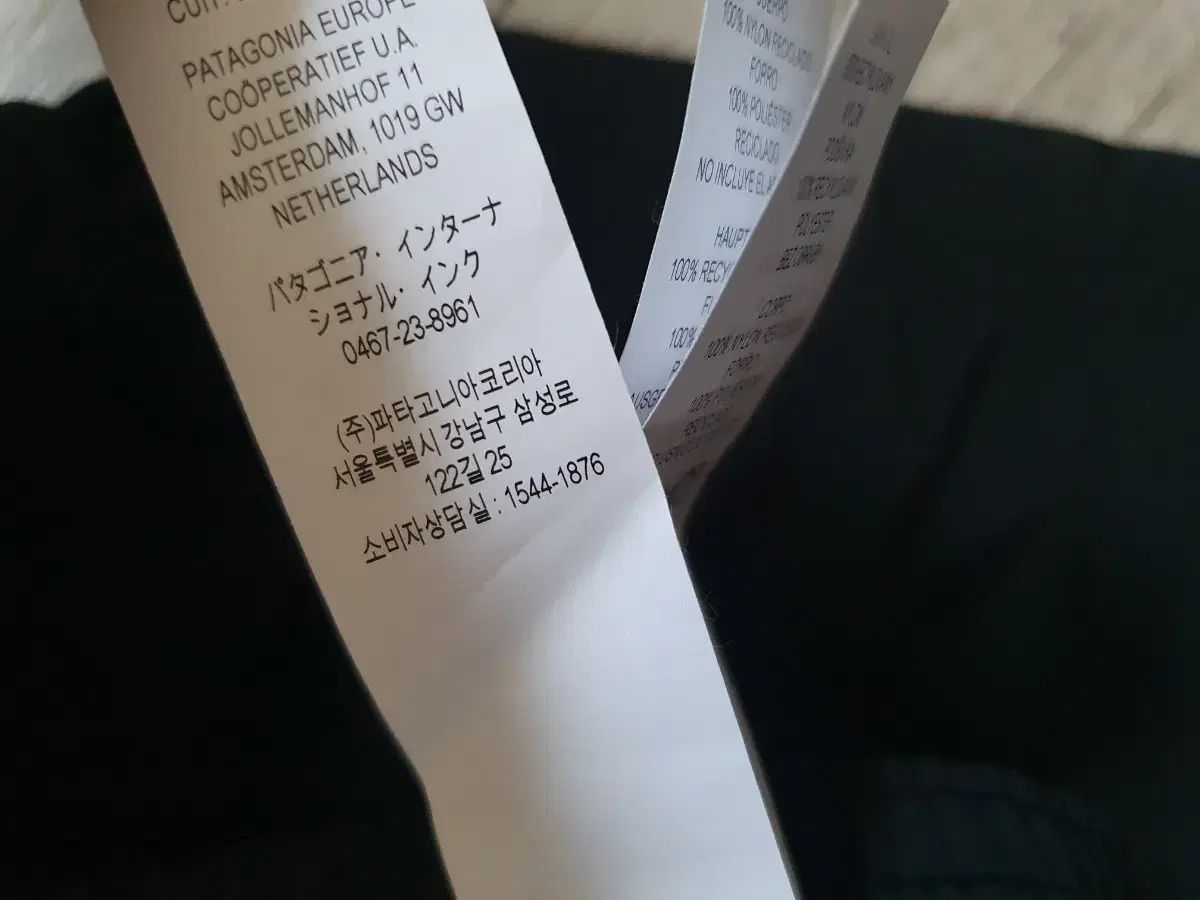 PATAGONIA EUROPE
COÖPERATIEF U.A.
JOLLEMANHOF 11
AMSTERDAM, 1019 GW
NETHERLANDS
パタゴニア・インターナ
ショナル・インク
0467-23-8961
(주)파타고니아코리아
서울특별시 강남구 삼성로
122길 25
소비자상담실 : 1544-1876
100% NYLON RECICLADO
FORRO
100% POLIÉSTER
RECICLADO
NO INCLUYE EL
HAUPT
100% RECY
100%
NYLON
PODŠÍVKA
POLYESTER
CORPO
FORRO